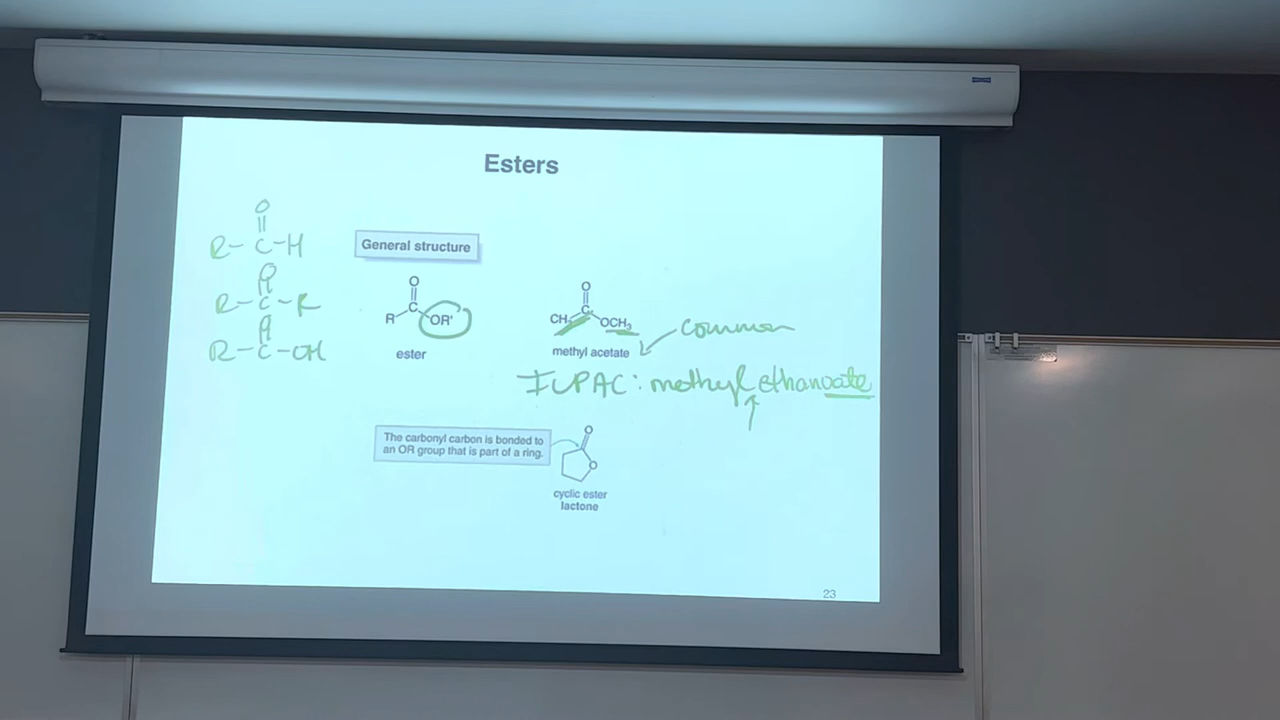 Esters
O
R-C-H
O
R-C-R
O
R-C-OH
General structure
O
C
R
OR'
ester
O
C
CH3
OCH3
methyl acetate
common
IUPAC: methyl ethanoate
The carbonyl carbon is bonded to
an OR group that is part of a ring.
O
O
cyclic ester
lactone
23